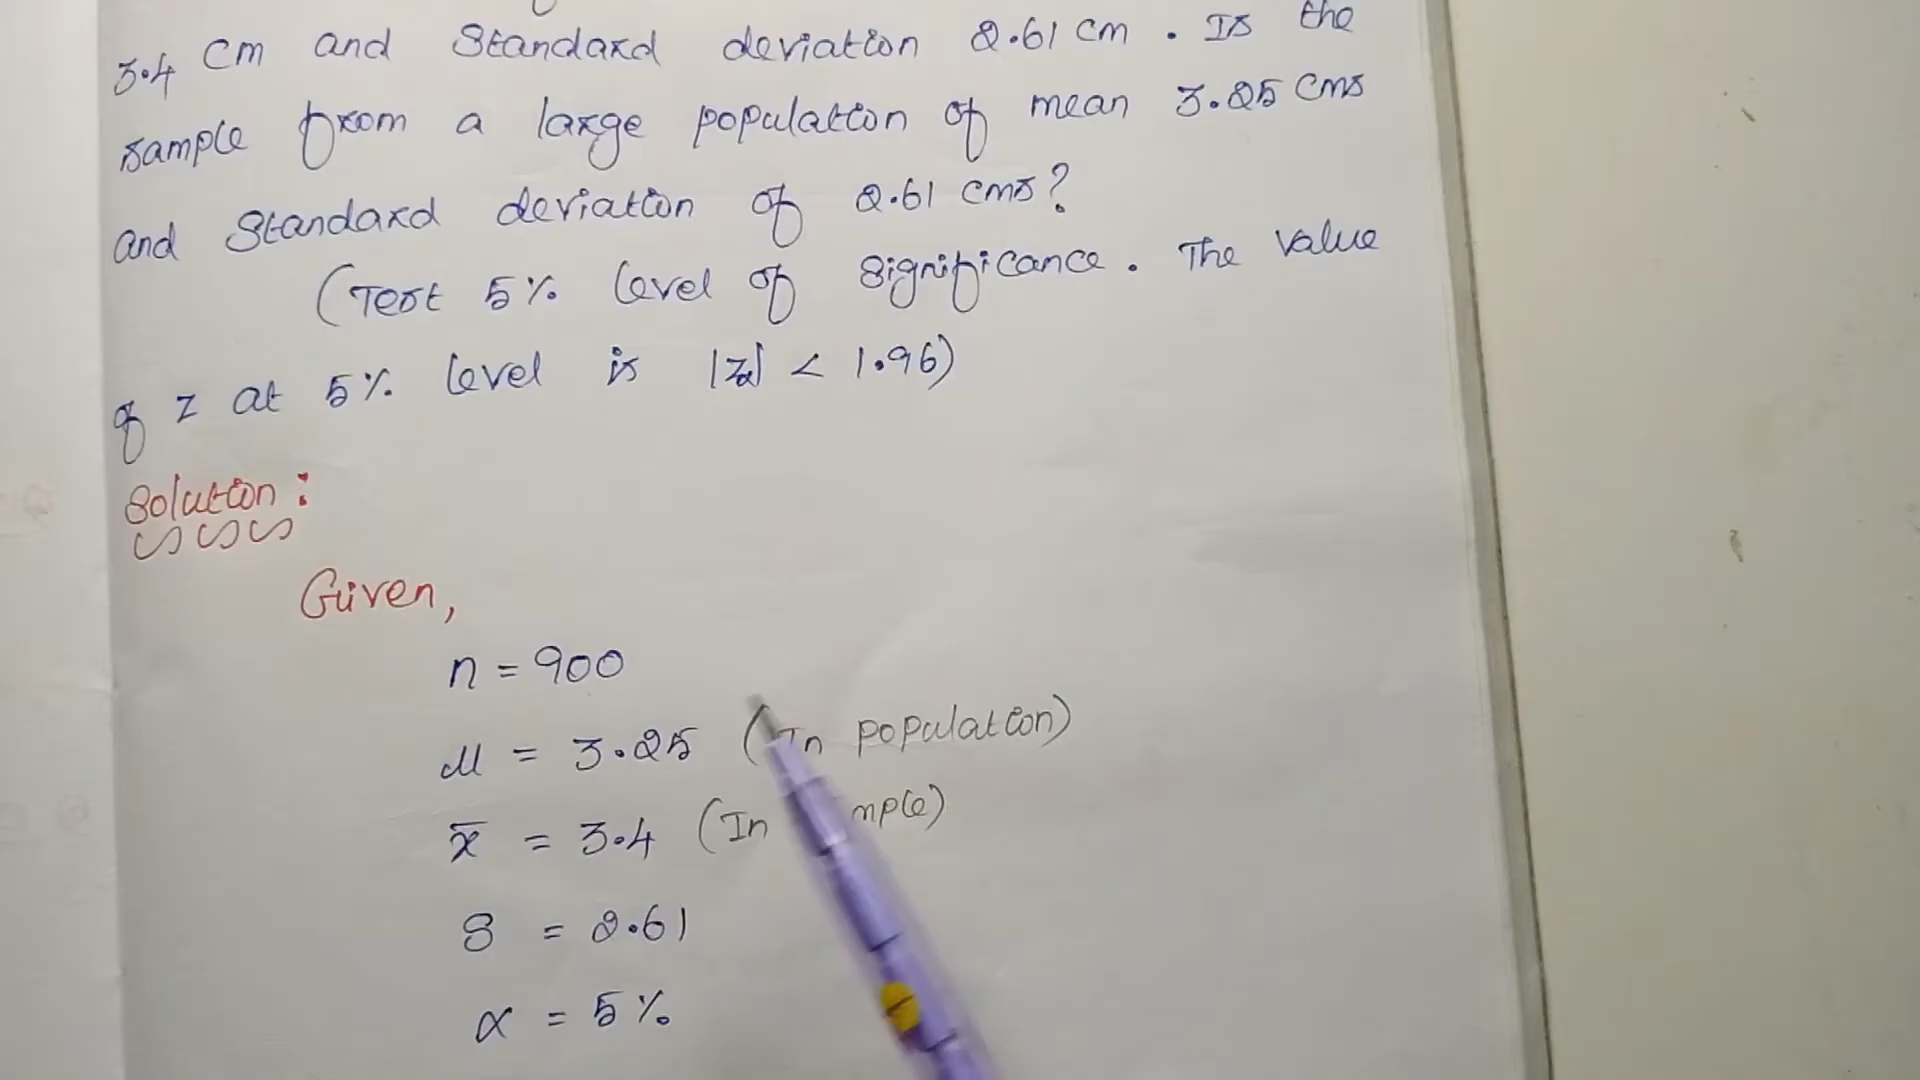 3.4 cm and Standard deviation 2.61 cm. Is the
sample from a large population of mean 3.25 cms
and Standard deviation of 2.61 cms?
(Test 5% level of significance. The value
of z at 5% level is |zα| < 1.96)
Solution:
Given,
n = 900
μ = 3.25 (In population)
x̄ = 3.4 (In mple)
S = 2.61
α = 5%